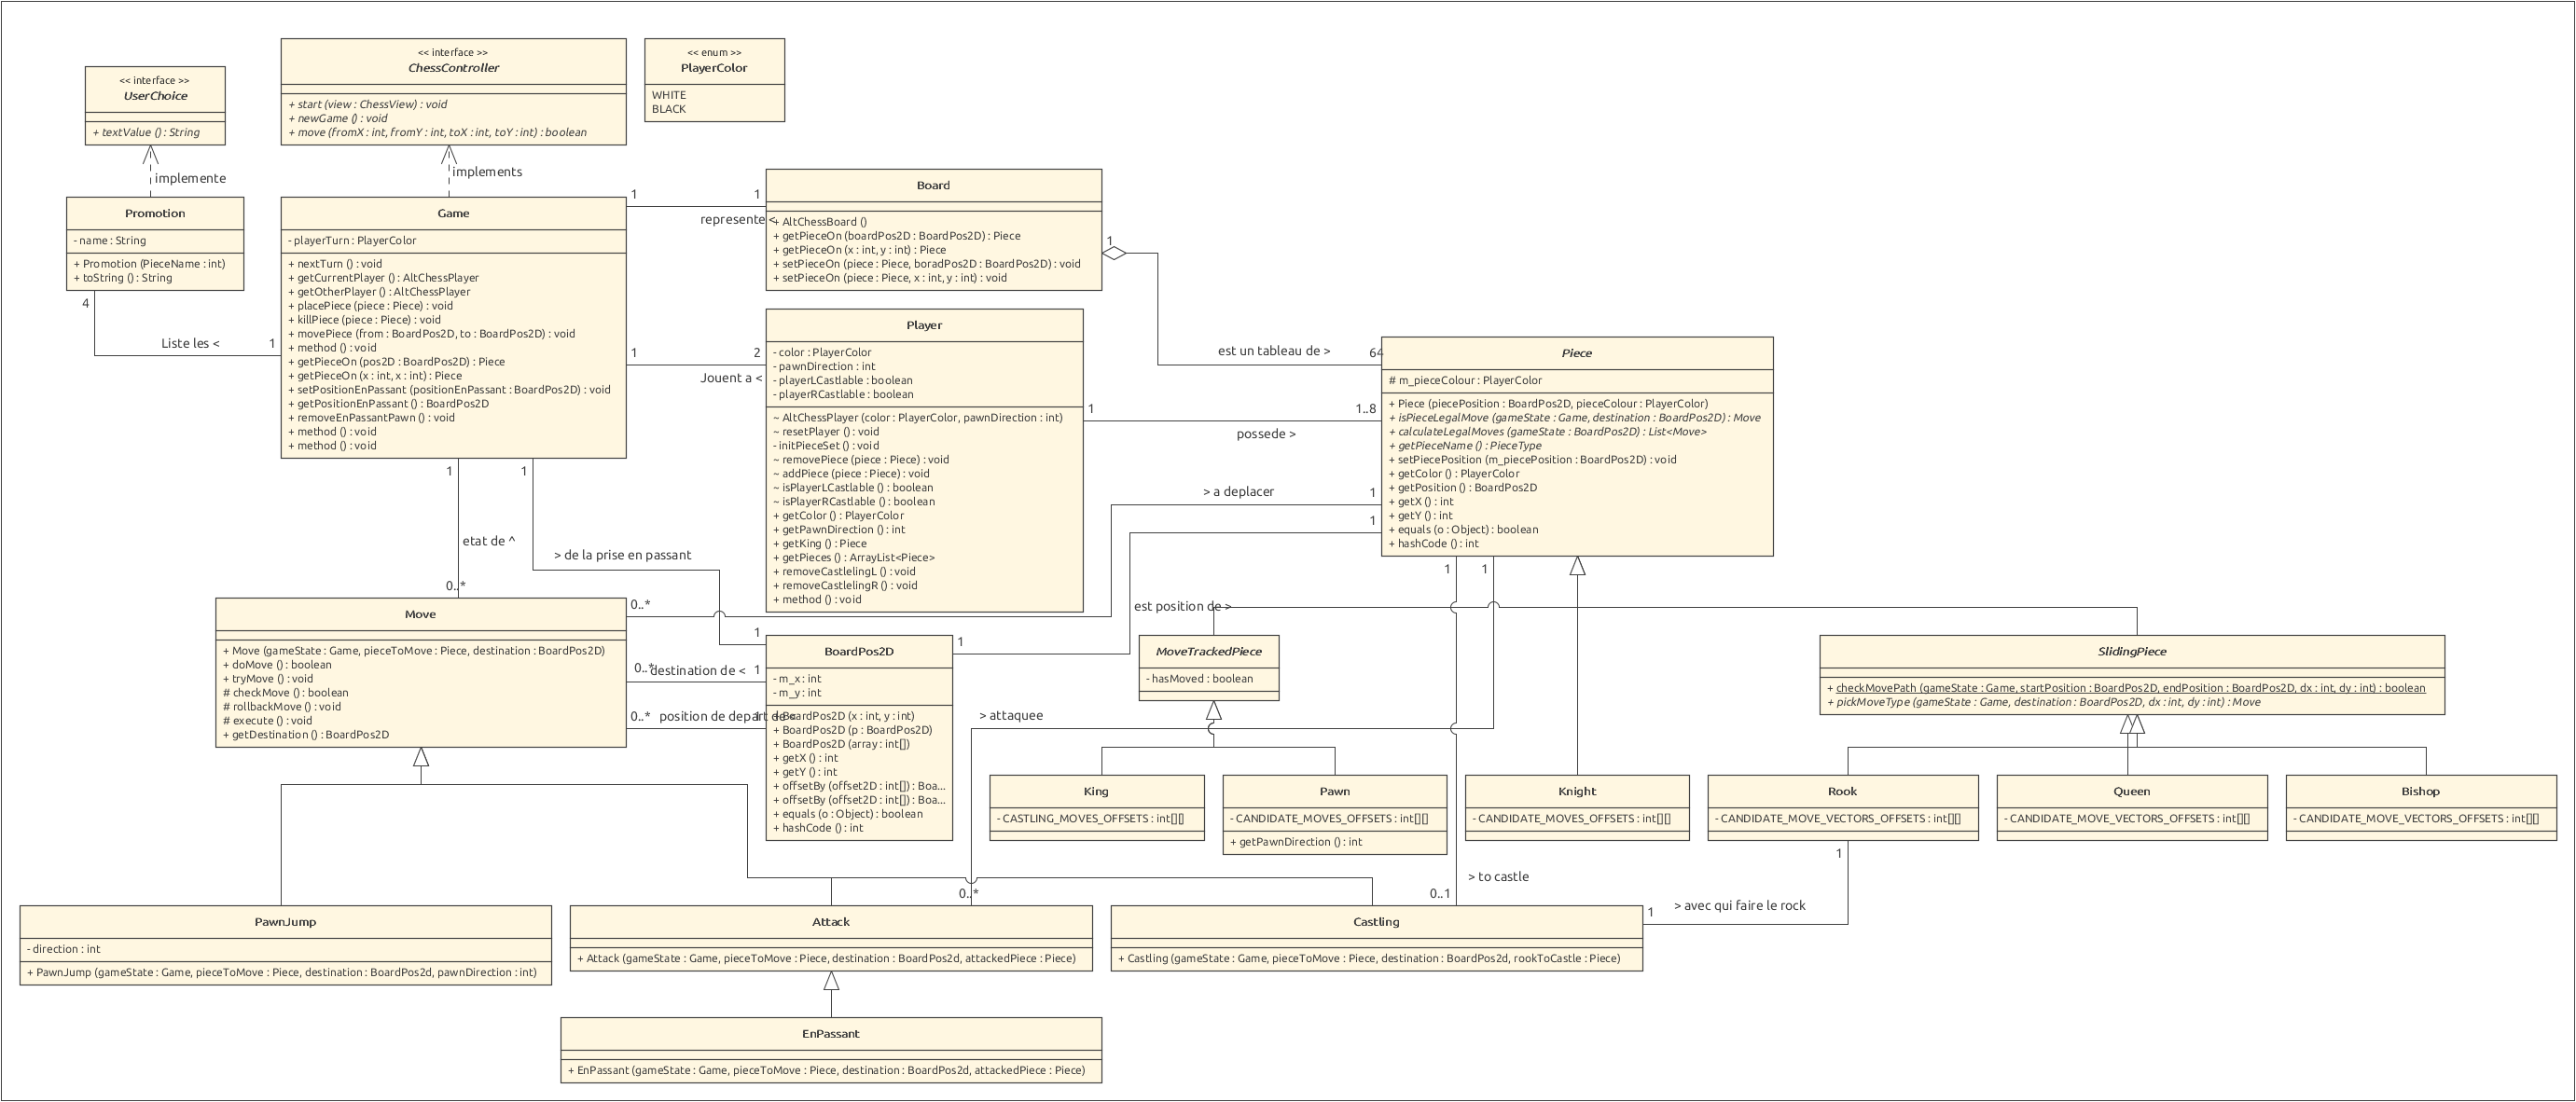 << interface >>
UserChoice
+ textValue () : String
<< interface >>
ChessController
+ start (view : ChessView) : void
+ newGame () : void
+ move (fromX : int, fromY : int, toX : int, toY : int) : boolean
<< enum >>
PlayerColor
WHITE
BLACK
implemente
implements
Promotion
- name : String
+ Promotion (PieceName : int)
+ toString () : String
4
Liste les <
1
Game
- playerTurn : PlayerColor
+ nextTurn () : void
+ getCurrentPlayer () : AltChessPlayer
+ getOtherPlayer () : AltChessPlayer
+ placePiece (piece : Piece) : void
+ killPiece (piece : Piece) : void
+ movePiece (from : BoardPos2D, to : BoardPos2D) : void
+ method () : void
+ getPieceOn (pos2D : BoardPos2D) : Piece
+ getPieceOn (x : int, x : int) : Piece
+ setPositionEnPassant (positionEnPassant : BoardPos2D) : void
+ getPositionEnPassant () : BoardPos2D
+ removeEnPassantPawn () : void
+ method () : void
+ method () : void
1
1
represente <
Board
+ AltChessBoard ()
+ getPieceOn (boardPos2D : BoardPos2D) : Piece
+ getPieceOn (x : int, y : int) : Piece
+ setPieceOn (piece : Piece, boradPos2D : BoardPos2D) : void
+ setPieceOn (piece : Piece, x : int, y : int) : void
1
est un tableau de >
64
1
2
Jouent a <
Player
- color : PlayerColor
- pawnDirection : int
- playerLCastlable : boolean
- playerRCastlable : boolean
~ AltChessPlayer (color : PlayerColor, pawnDirection : int)
~ resetPlayer () : void
- initPieceSet () : void
~ removePiece (piece : Piece) : void
~ addPiece (piece : Piece) : void
~ isPlayerLCastlable () : boolean
~ isPlayerRCastlable () : boolean
+ getColor () : PlayerColor
+ getPawnDirection () : int
+ getKing () : Piece
+ getPieces () : ArrayList<Piece>
+ removeCastlelingL () : void
+ removeCastlelingR () : void
+ method () : void
1
1..8
possede >
Piece
# m_pieceColour : PlayerColor
+ Piece (piecePosition : BoardPos2D, pieceColour : PlayerColor)
+ isPieceLegalMove (gameState : Game, destination : BoardPos2D) : Move
+ calculateLegalMoves (gameState : BoardPos2D) : List<Move>
+ getPieceName () : PieceType
+ setPiecePosition (m_piecePosition : BoardPos2D) : void
+ getColor () : PlayerColor
+ getPosition () : BoardPos2D
+ getX () : int
+ getY () : int
+ equals (o : Object) : boolean
+ hashCode () : int
1
1
etat de ^
> de la prise en passant
0..*
> a deplacer
1
1
1
1
Move
+ Move (gameState : Game, pieceToMove : Piece, destination : BoardPos2D)
+ doMove () : boolean
+ tryMove () : void
# checkMove () : boolean
# rollbackMove () : void
# execute () : void
+ getDestination () : BoardPos2D
0..*
1
0..*
destination de <
1
0..*
position de depart de <
1
BoardPos2D
- m_x : int
- m_y : int
+ BoardPos2D (x : int, y : int)
+ BoardPos2D (p : BoardPos2D)
+ BoardPos2D (array : int[])
+ getX () : int
+ getY () : int
+ offsetBy (offset2D : int[]) : Boa...
+ offsetBy (offset2D : int[]) : Boa...
+ equals (o : Object) : boolean
+ hashCode () : int
1
est position de >
> attaquee
MoveTrackedPiece
- hasMoved : boolean
SlidingPiece
+ checkMovePath (gameState : Game, startPosition : BoardPos2D, endPosition : BoardPos2D, dx : int, dy : int) : boolean
+ pickMoveType (gameState : Game, destination : BoardPos2D, dx : int, dy : int) : Move
King
- CASTLING_MOVES_OFFSETS : int[][]
Pawn
- CANDIDATE_MOVES_OFFSETS : int[][]
+ getPawnDirection () : int
Knight
- CANDIDATE_MOVES_OFFSETS : int[][]
Rook
- CANDIDATE_MOVE_VECTORS_OFFSETS : int[][]
Queen
- CANDIDATE_MOVE_VECTORS_OFFSETS : int[][]
Bishop
- CANDIDATE_MOVE_VECTORS_OFFSETS : int[][]
1
> to castle
0..*
0..1
1
> avec qui faire le rock
PawnJump
- direction : int
+ PawnJump (gameState : Game, pieceToMove : Piece, destination : BoardPos2d, pawnDirection : int)
Attack
+ Attack (gameState : Game, pieceToMove : Piece, destination : BoardPos2d, attackedPiece : Piece)
Castling
+ Castling (gameState : Game, pieceToMove : Piece, destination : BoardPos2d, rookToCastle : Piece)
EnPassant
+ EnPassant (gameState : Game, pieceToMove : Piece, destination : BoardPos2d, attackedPiece : Piece)